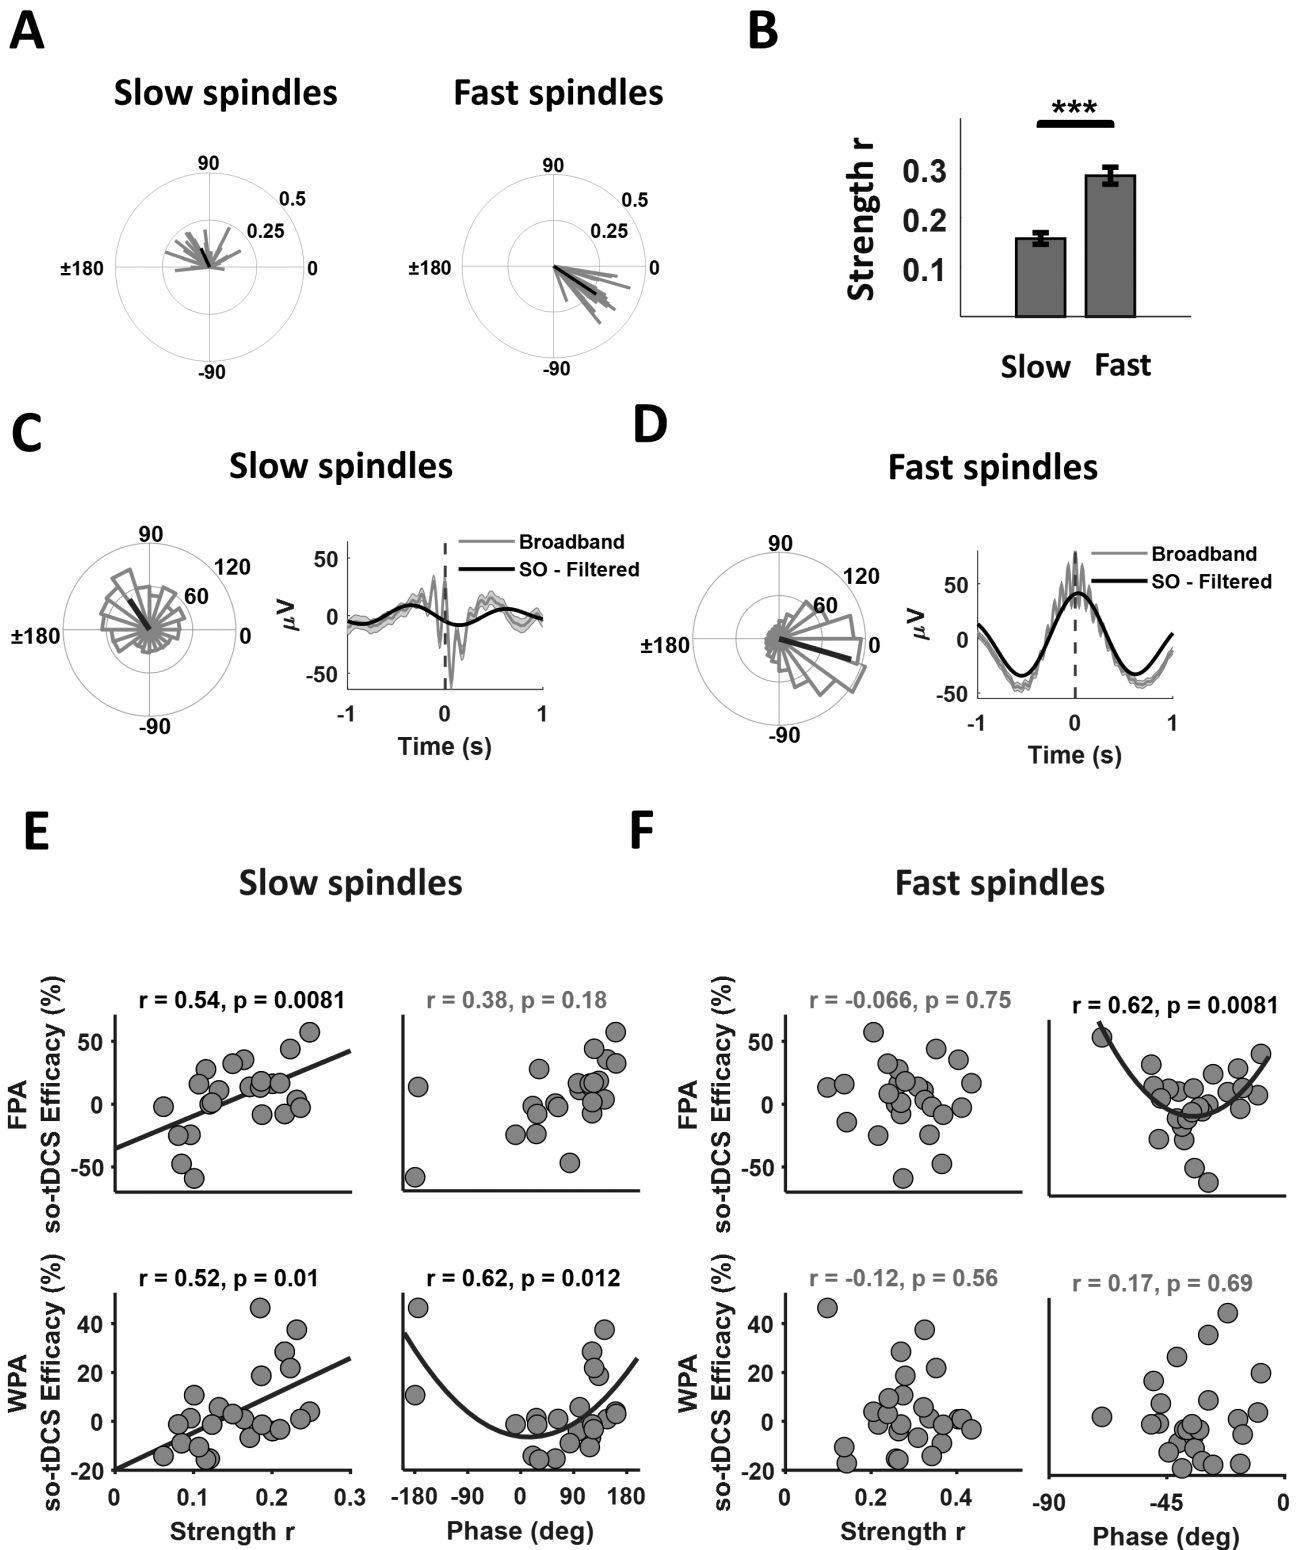 A
B
Slow spindles
Fast spindles
90
0.5
0.25
±180
0
-90
90
0.5
0.25
±180
0
-90
***
Strength r
0.3
0.2
0.1
Slow
Fast
C
D
Slow spindles
Fast spindles
90
120
60
±180
0
-90
Broadband
SO - Filtered
μV
50
0
-50
-1
0
1
Time (s)
90
120
60
±180
0
-90
Broadband
SO - Filtered
μV
50
0
-50
-1
0
1
Time (s)
E
F
Slow spindles
Fast spindles
FPA
so-tDCS Efficacy (%)
r = 0.54, p = 0.0081
50
0
-50
r = 0.38, p = 0.18
FPA
so-tDCS Efficacy (%)
r = -0.066, p = 0.75
50
0
-50
r = 0.62, p = 0.0081
WPA
so-tDCS Efficacy (%)
r = 0.52, p = 0.01
40
20
0
-20
0
0.1
0.2
0.3
Strength r
r = 0.62, p = 0.012
-180
-90
0
90
180
Phase (deg)
WPA
so-tDCS Efficacy (%)
r = -0.12, p = 0.56
40
20
0
-20
0
0.2
0.4
Strength r
r = 0.17, p = 0.69
-90
-45
0
Phase (deg)